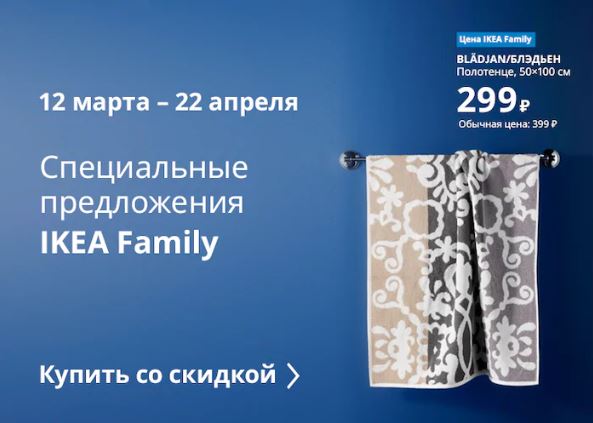 12 марта – 22 апреля
Специальные
предложения
IKEA Family
Купить со скидкой
Цена IKEA Family
BLÄDJAN/БЛЭДЬЕН
Полотенце, 50×100 см
299 ₽
Обычная цена: 399 ₽